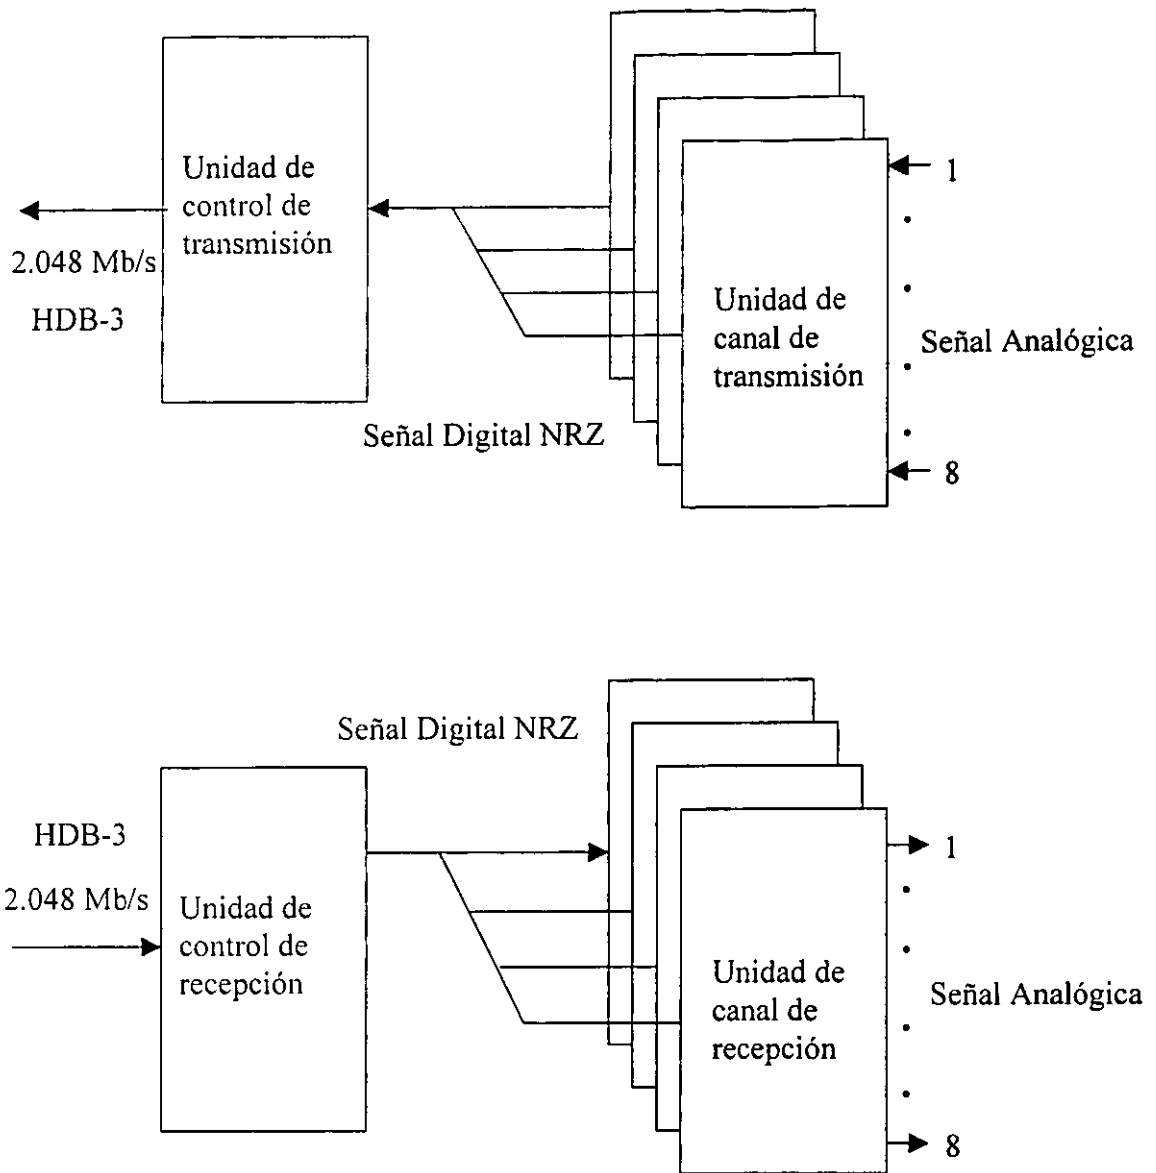 Unidad de
control de
transmisión
2.048 Mb/s
HDB-3
1
Unidad de
canal de
transmisión
Señal Analógica
Señal Digital NRZ
8
Señal Digital NRZ
HDB-3
2.048 Mb/s
Unidad de
control de
recepción
1
Unidad de
canal de
recepción
Señal Analógica
8